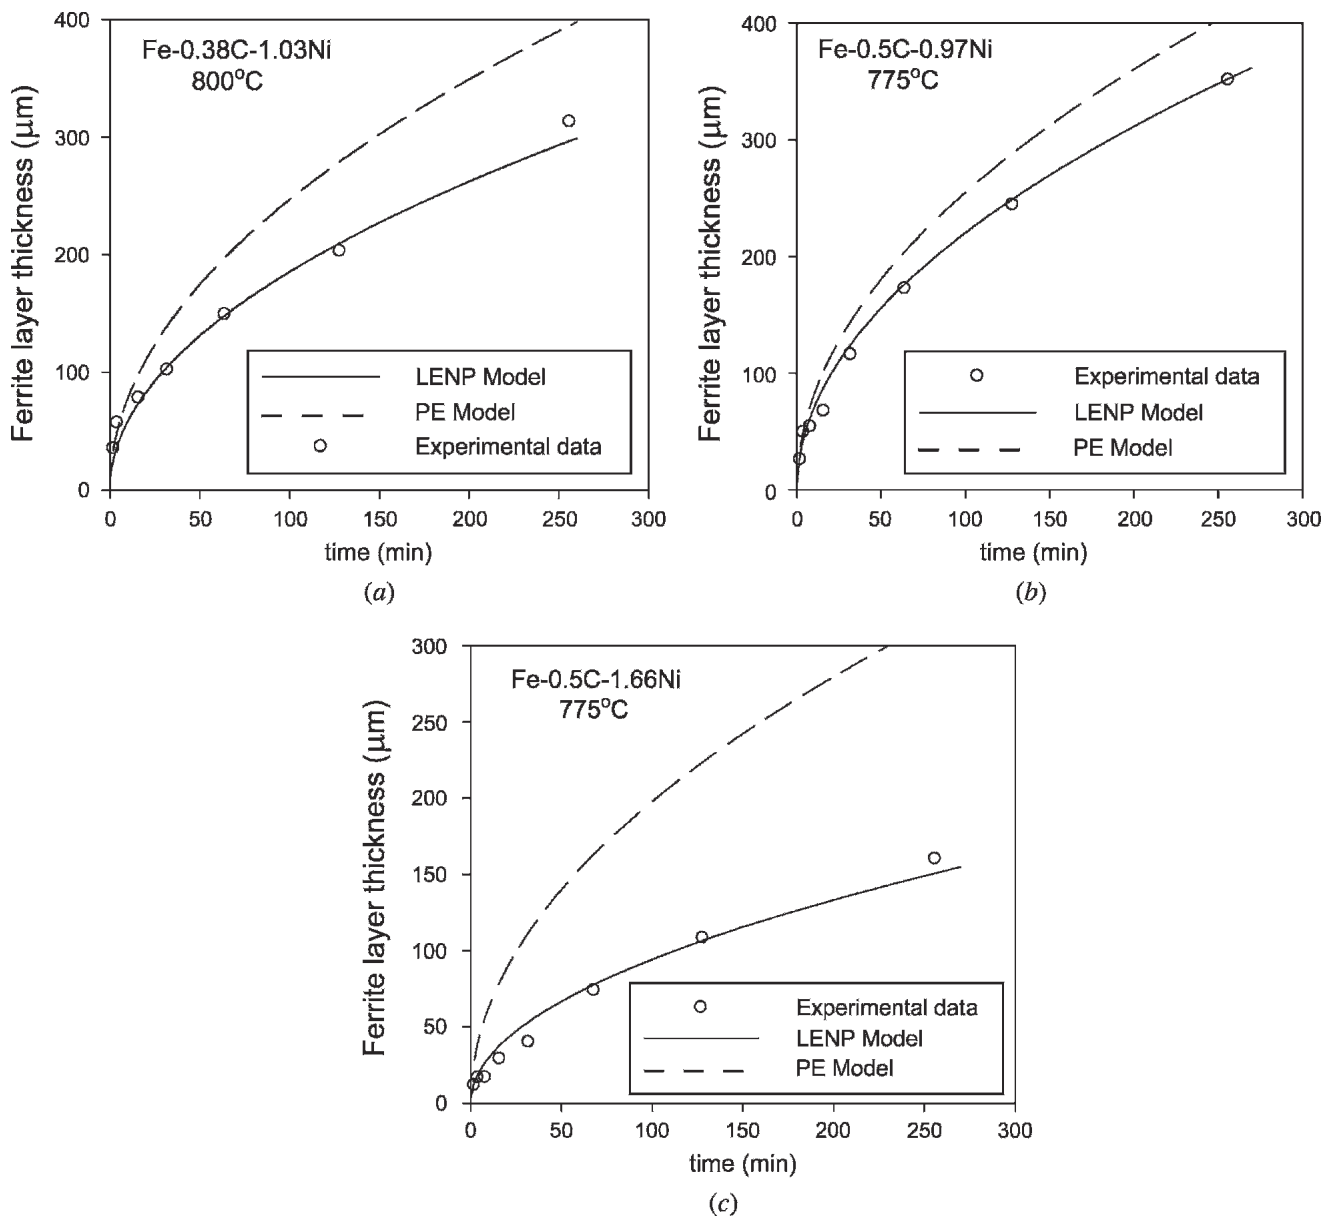 Fe-0.38C-1.03Ni
800°C
Ferrite layer thickness (μm)
400
300
200
100
0
LENP Model
PE Model
Experimental data
0 50 100 150 200 250 300
time (min)
(a)
Fe-0.5C-0.97Ni
775°C
Ferrite layer thickness (μm)
400
300
200
100
0
Experimental data
LENP Model
PE Model
0 50 100 150 200 250 300
time (min)
(b)
Fe-0.5C-1.66Ni
775°C
Ferrite layer thickness (μm)
300
250
200
150
100
50
0
Experimental data
LENP Model
PE Model
0 50 100 150 200 250 300
time (min)
(c)